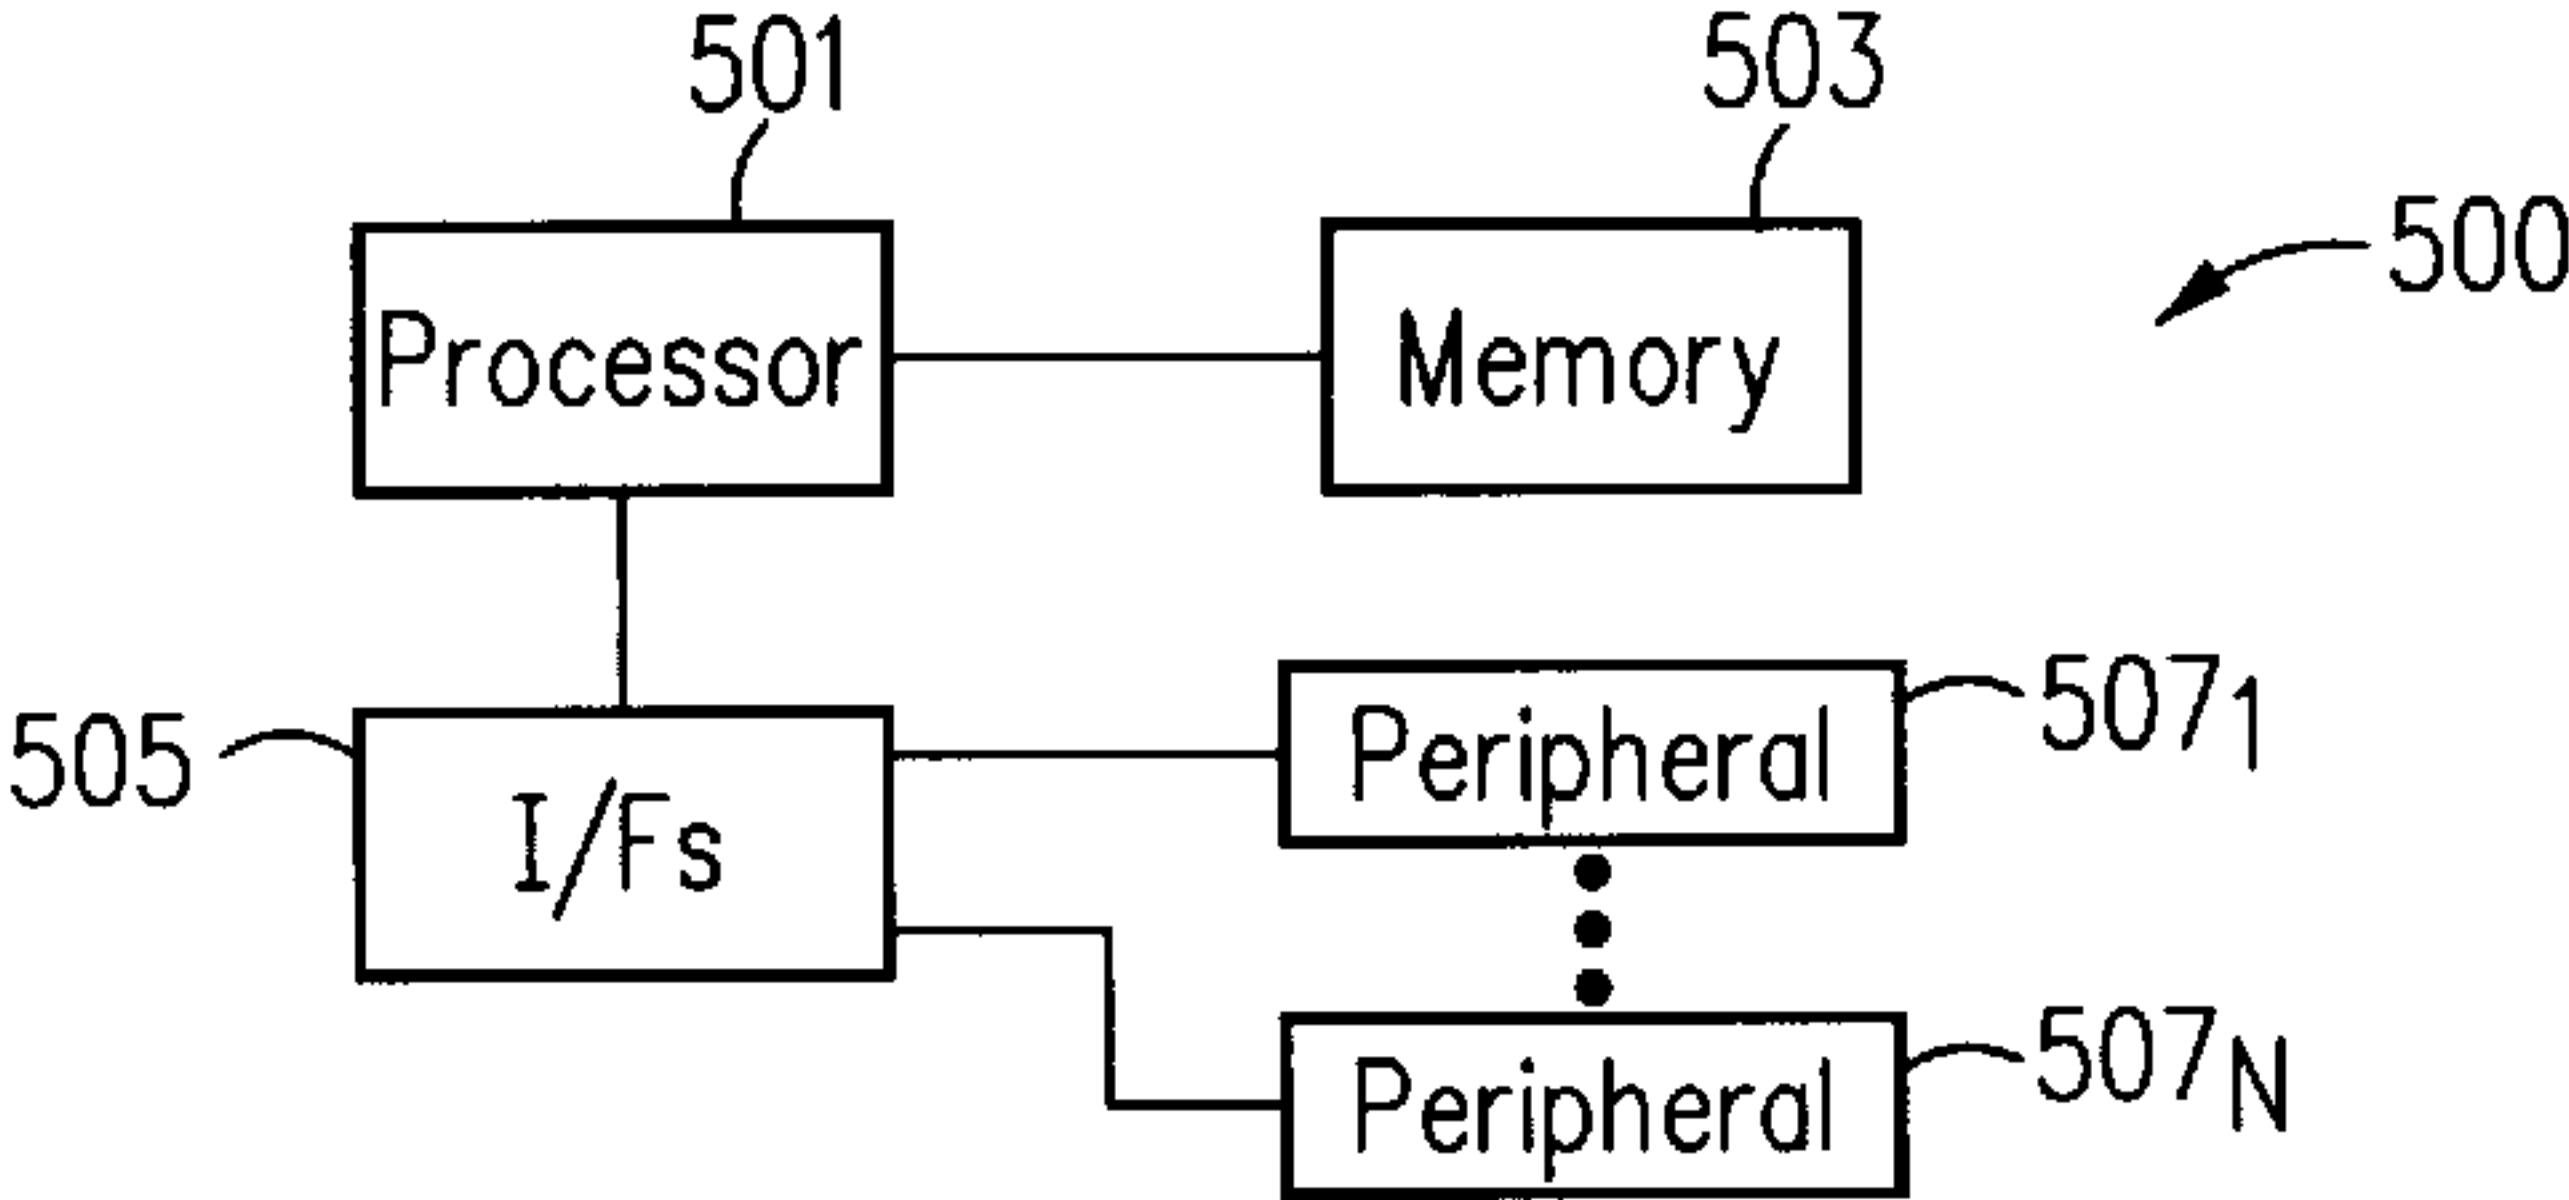 501
503
500
Processor
Memory
505
I/Fs
Peripheral
507₁
Peripheral
507N